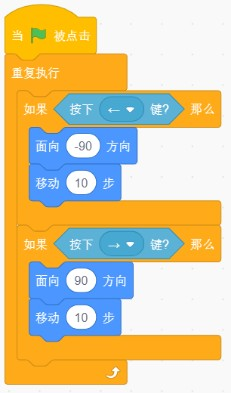 当 被点击
重复执行
如果 按下 ← 键? 那么
面向 -90 方向
移动 10 步
如果 按下 → 键? 那么
面向 90 方向
移动 10 步